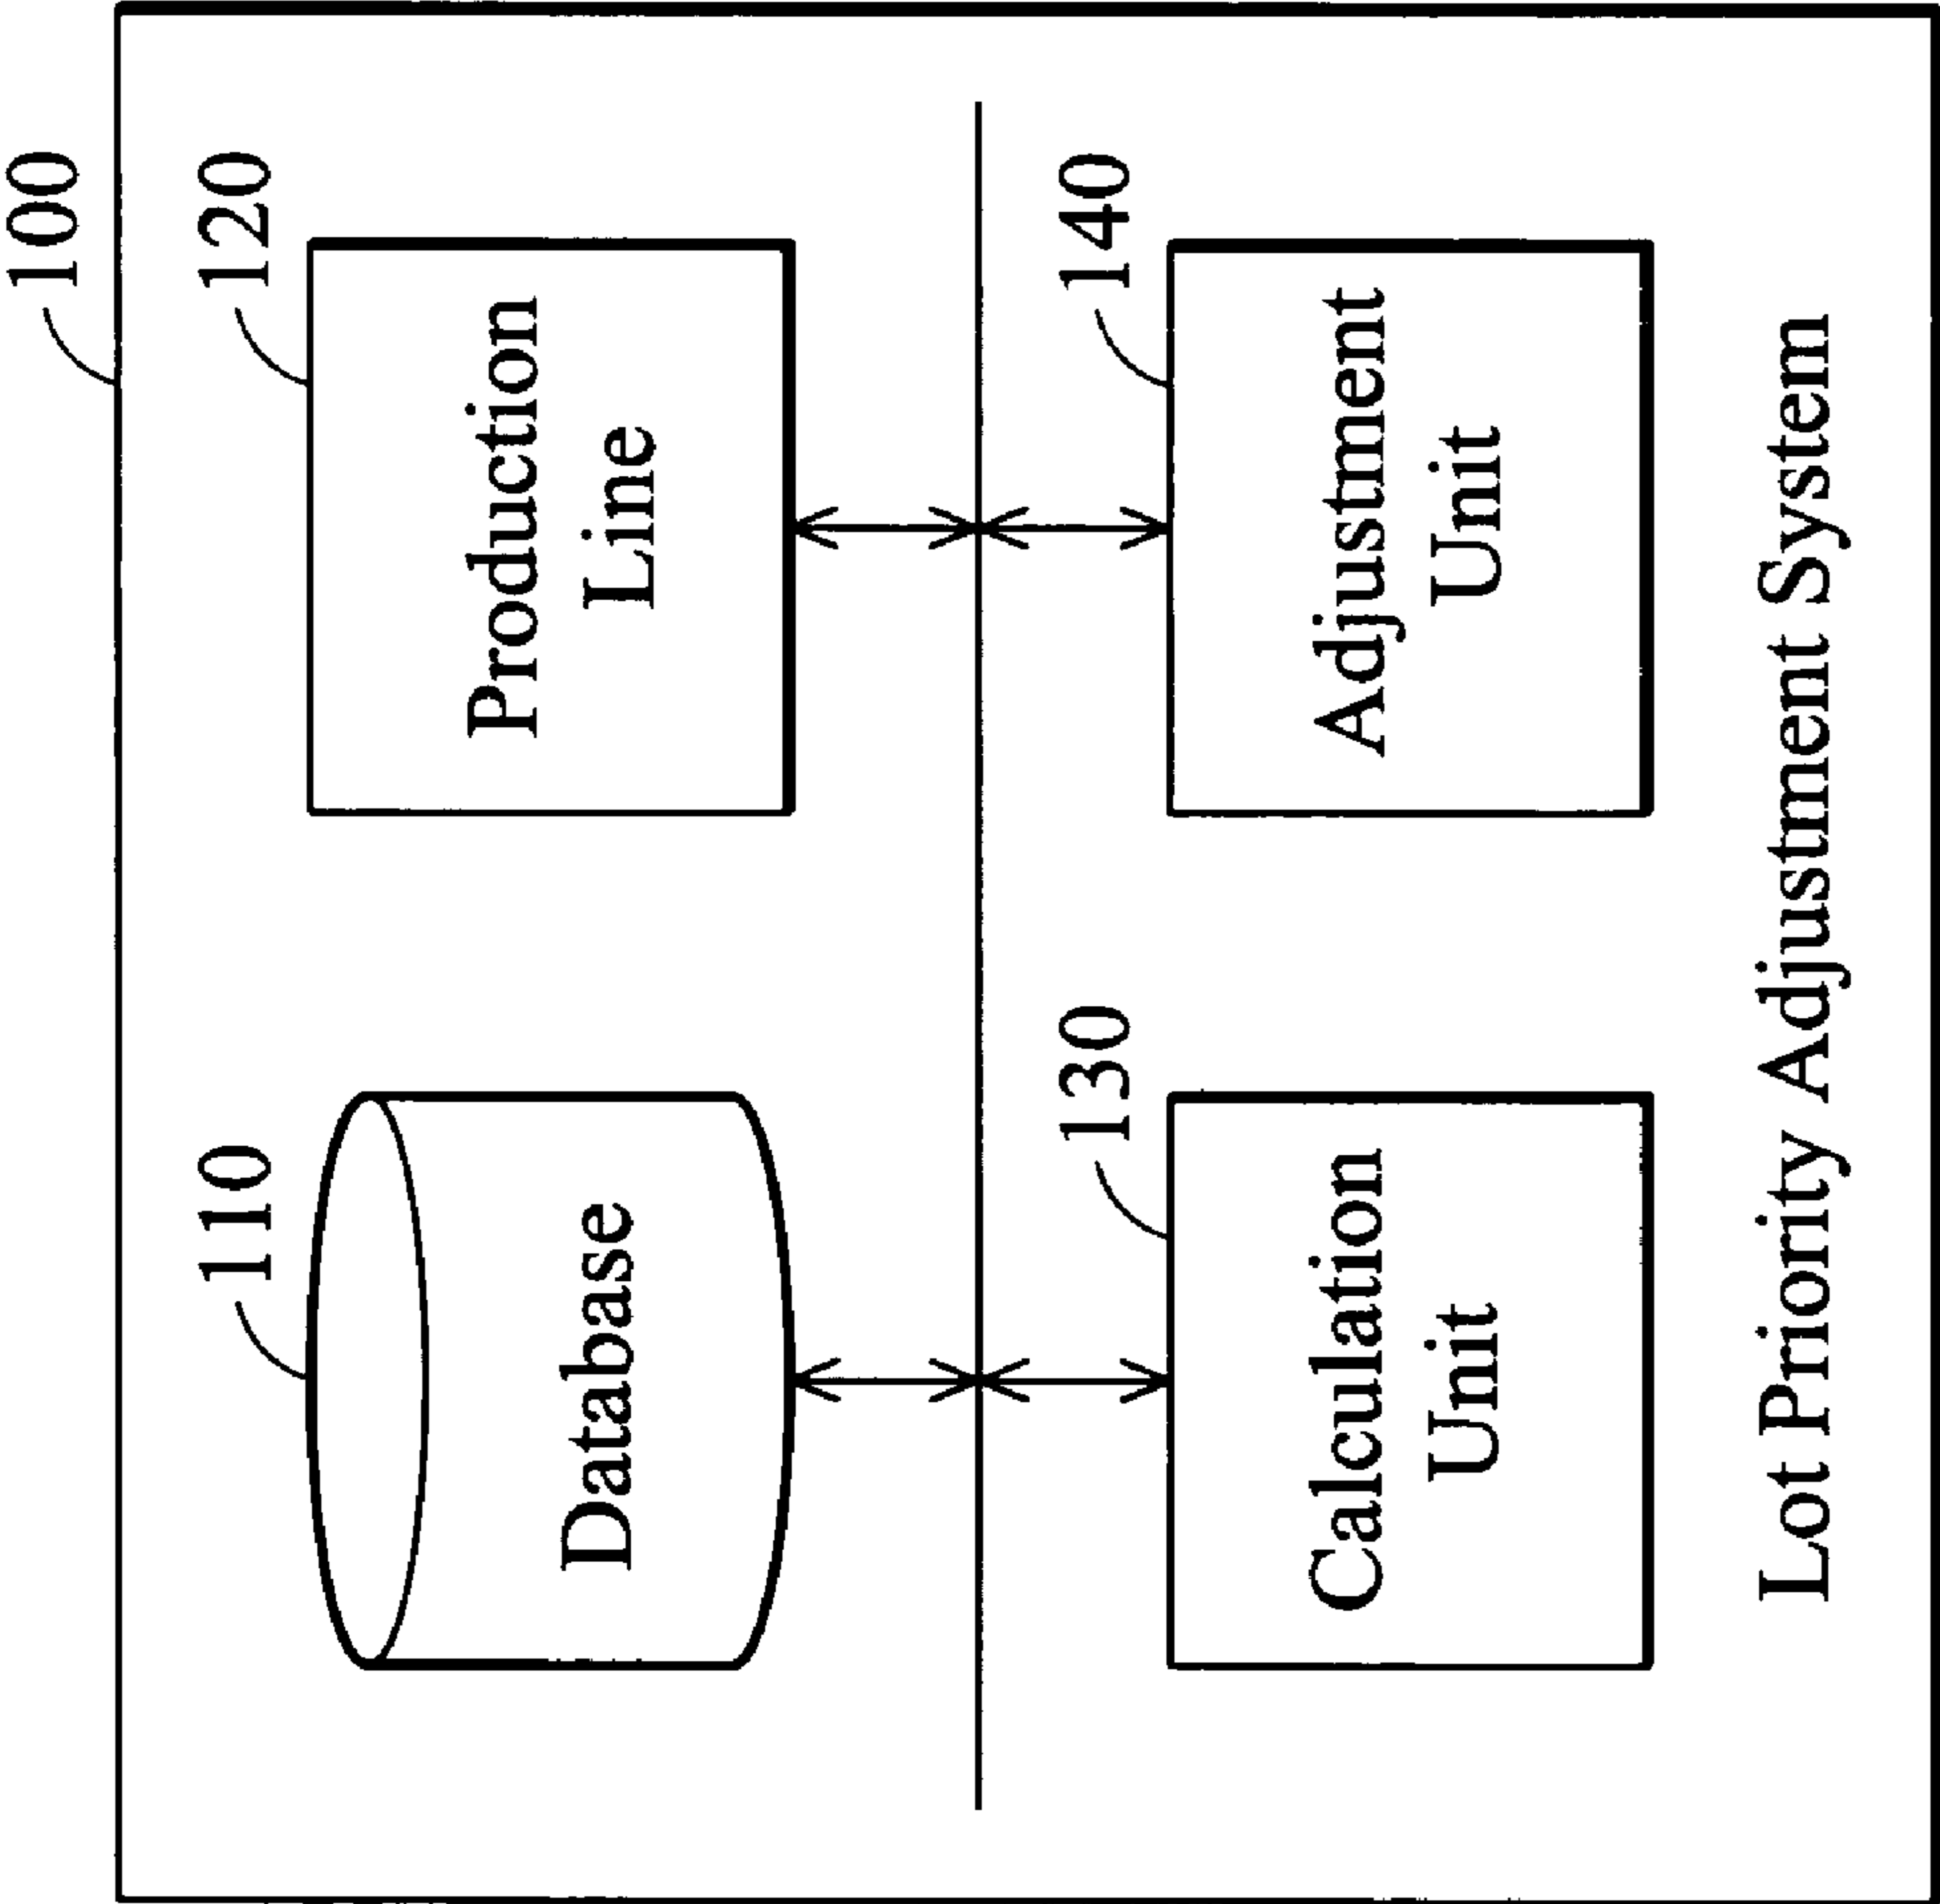 100
110
120
Database
Production
Line
130
140
Calculation
Unit
Adjustment
Unit
Lot Priority Adjustment System